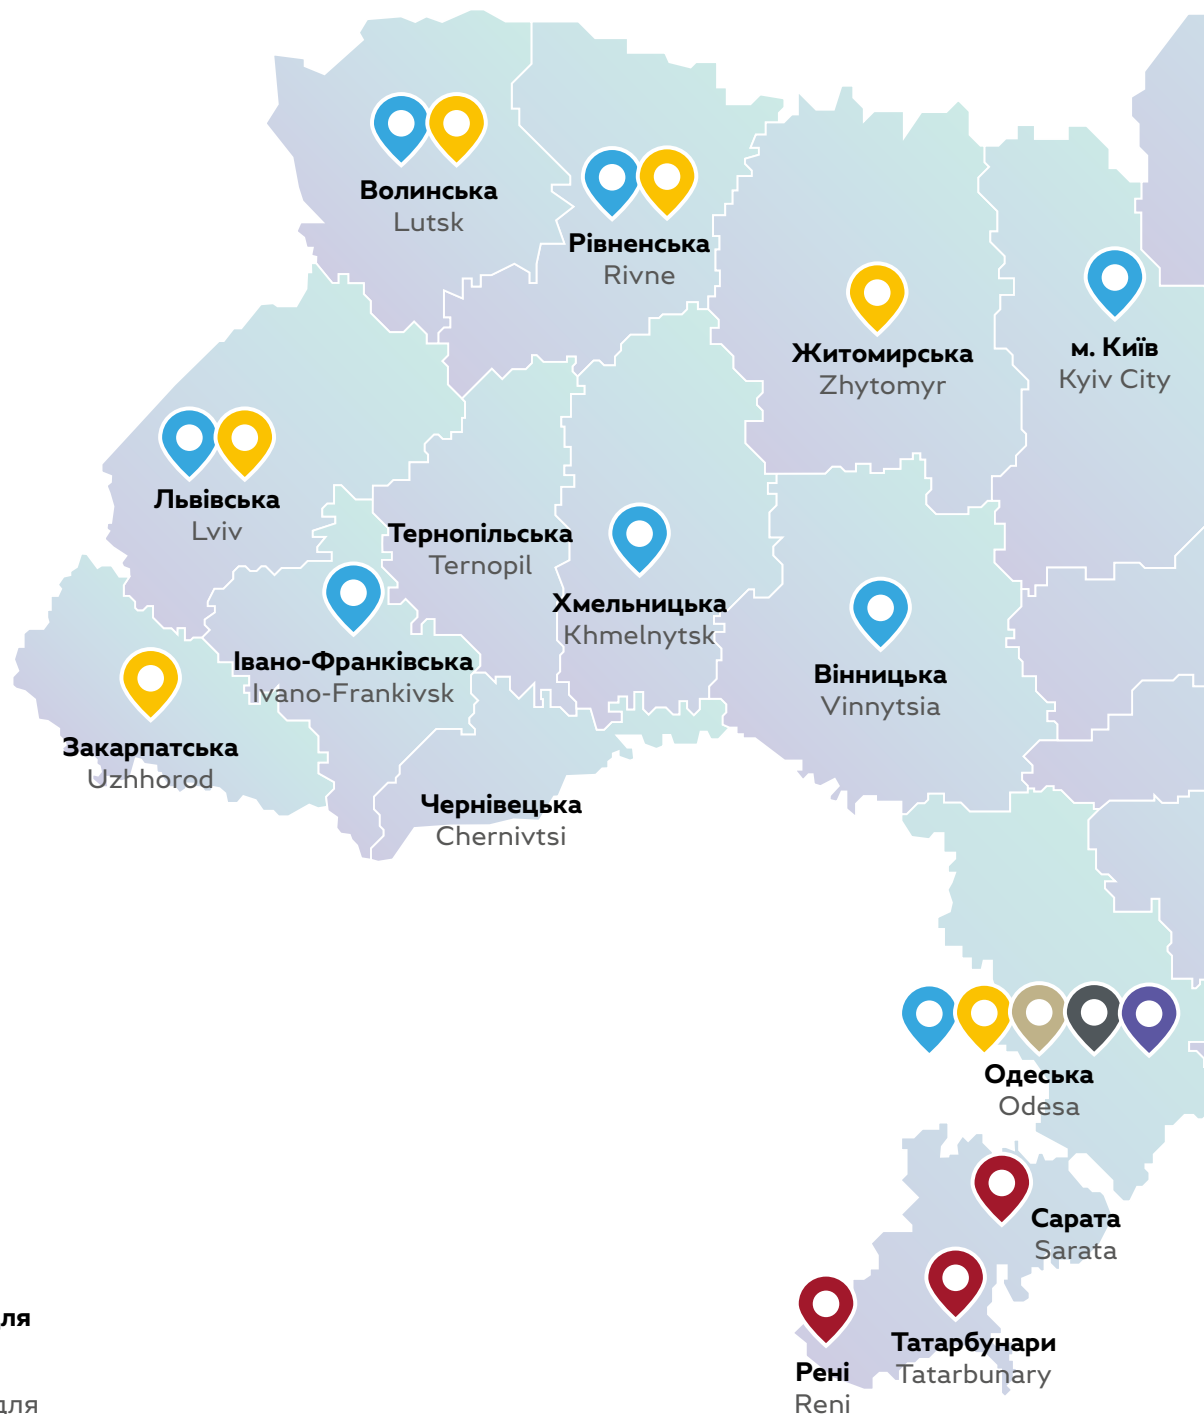 Волинська
Lutsk
Рівненська
Rivne
Житомирська
Zhytomyr
м. Київ
Kyiv City
Львівська
Lviv
Тернопільська
Ternopil
Хмельницька
Khmelnytsk
Івано-Франківська
Ivano-Frankivsk
Вінницька
Vinnytsia
Закарпатська
Uzhhorod
Чернівецька
Chernivtsi
Одеська
Odesa
Сарата
Sarata
Татарбунари
Tatarbunary
Рені
Reni
для